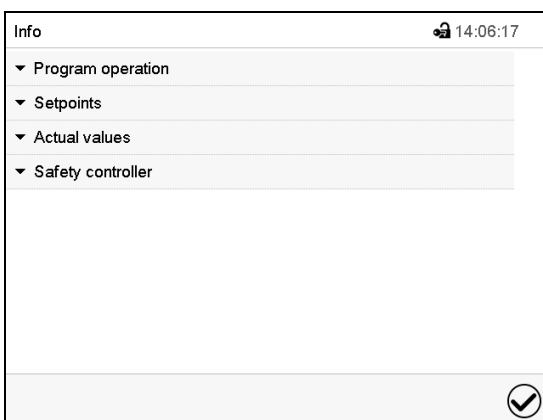 Info
14:06:17
Program operation
Setpoints
Actual values
Safety controller